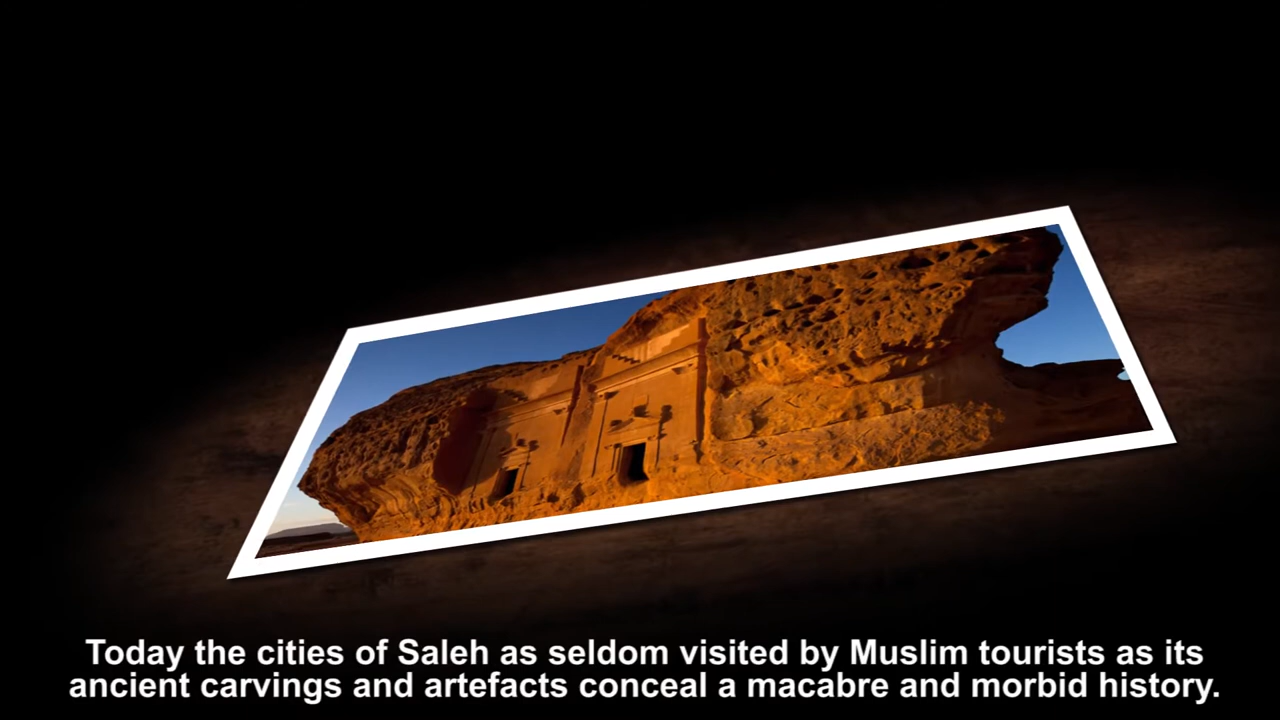 Today the cities of Saleh as seldom visited by Muslim tourists as its
ancient carvings and artefacts conceal a macabre and morbid history.